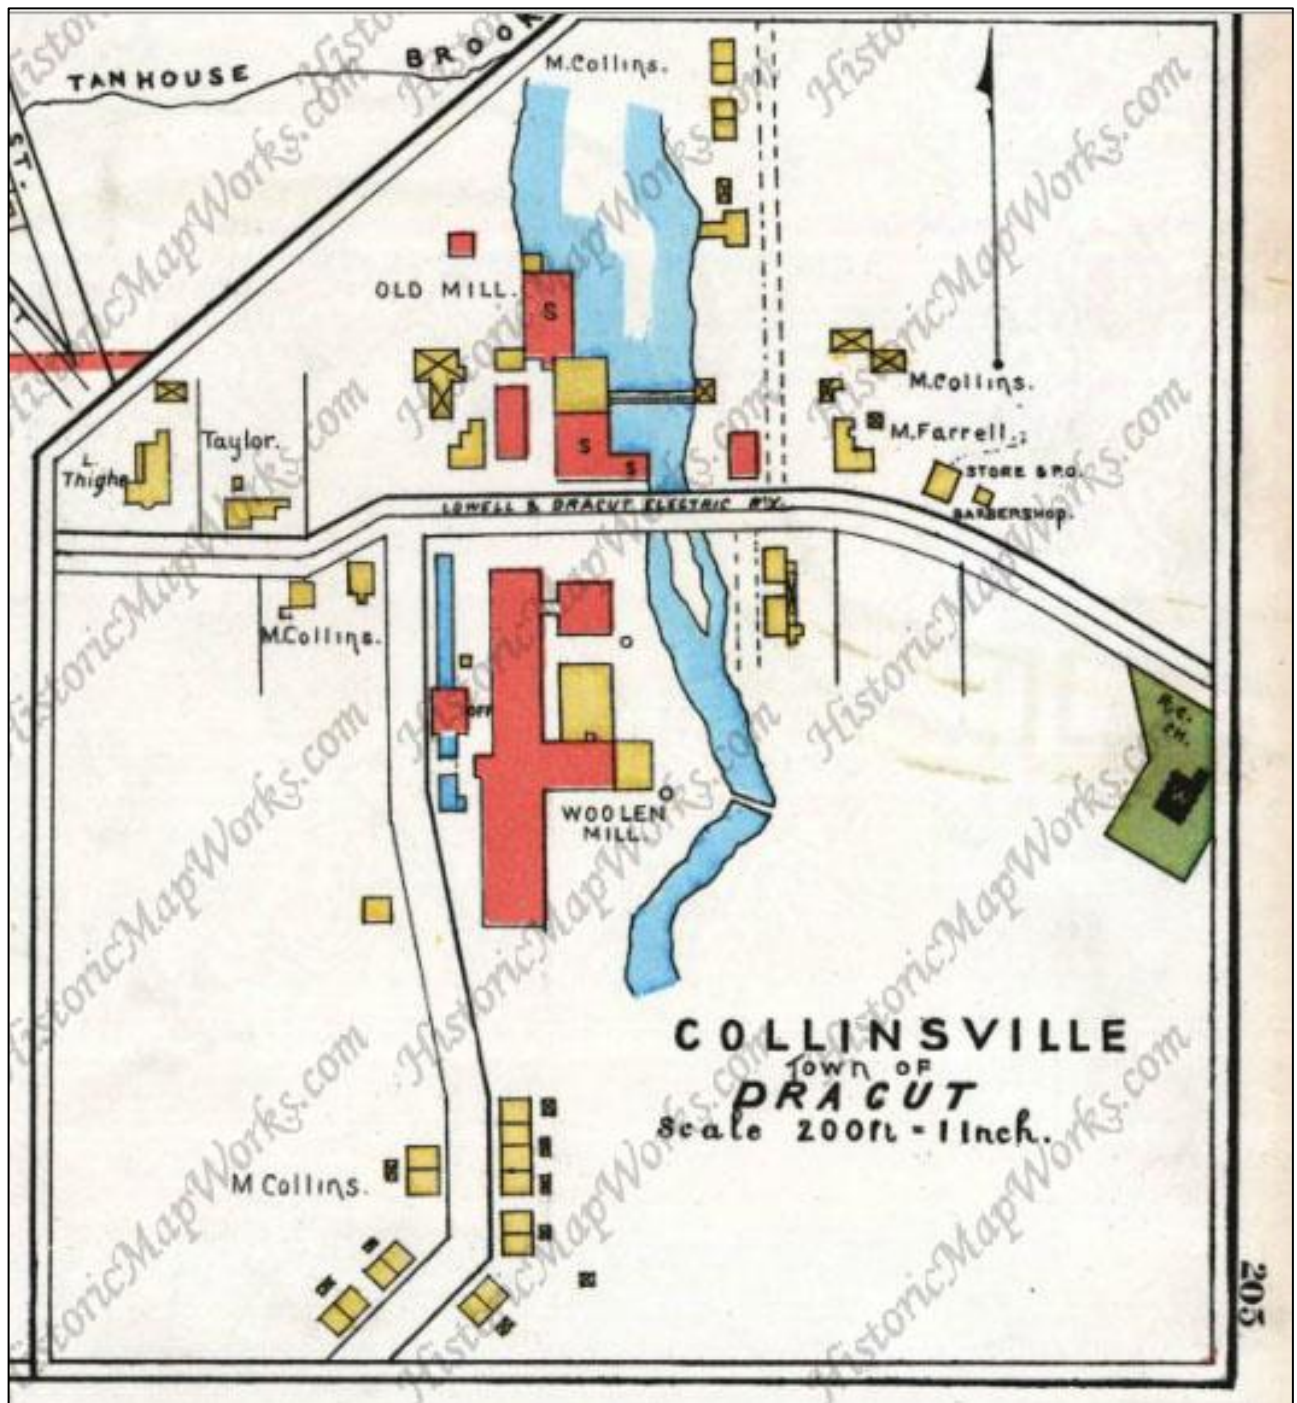 TANHOUSE BROOK
M.Collins.
ST.
OLD MILL.
S
M.Collins.
M.Farrell.
STORE & P.O.
BARBERSHOP.
L.
Thighe
Taylor.
S
S
LOWELL & DRACUT ELECTRIC R'Y.
M.Collins.
OFF
R.C.
CH.
WOOLEN
MILL.
COLLINSVILLE
Town OF
DRACUT
Scale 200ft = 1 Inch.
M Collins.
205
HistoricMapWorks.com